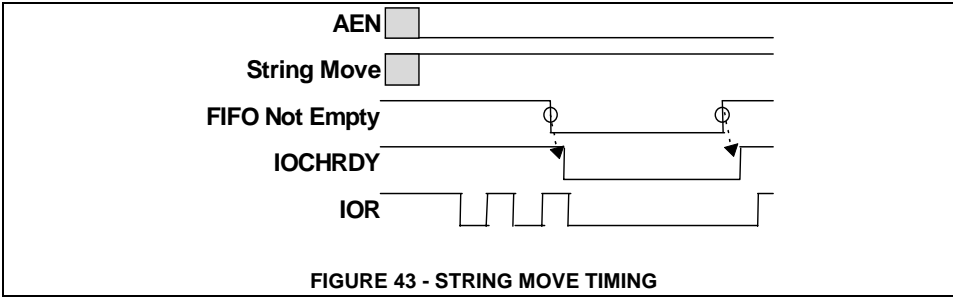 AEN
String Move
FIFO Not Empty
IOCHRDY
IOR
FIGURE 43 - STRING MOVE TIMING